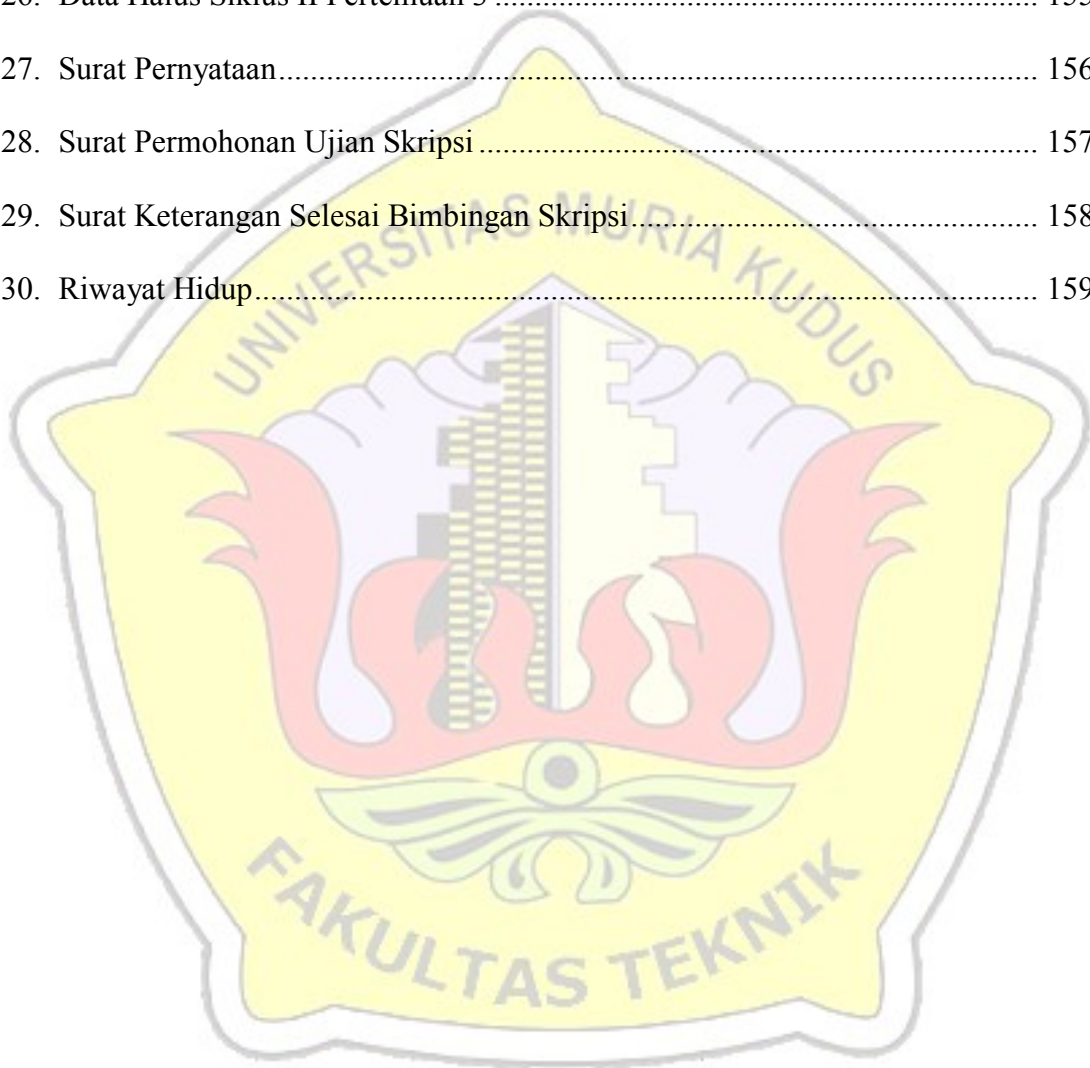 27. Surat Pernyataan................................................................................................ 156
28. Surat Permohonan Ujian Skripsi....................................................................... 157
29. Surat Keterangan Selesai Bimbingan Skripsi.................................................... 158
30. Riwayat Hidup................................................................................................... 159
UNIVERSITAS MURIA KUDUS
FAKULTAS TEKNIK